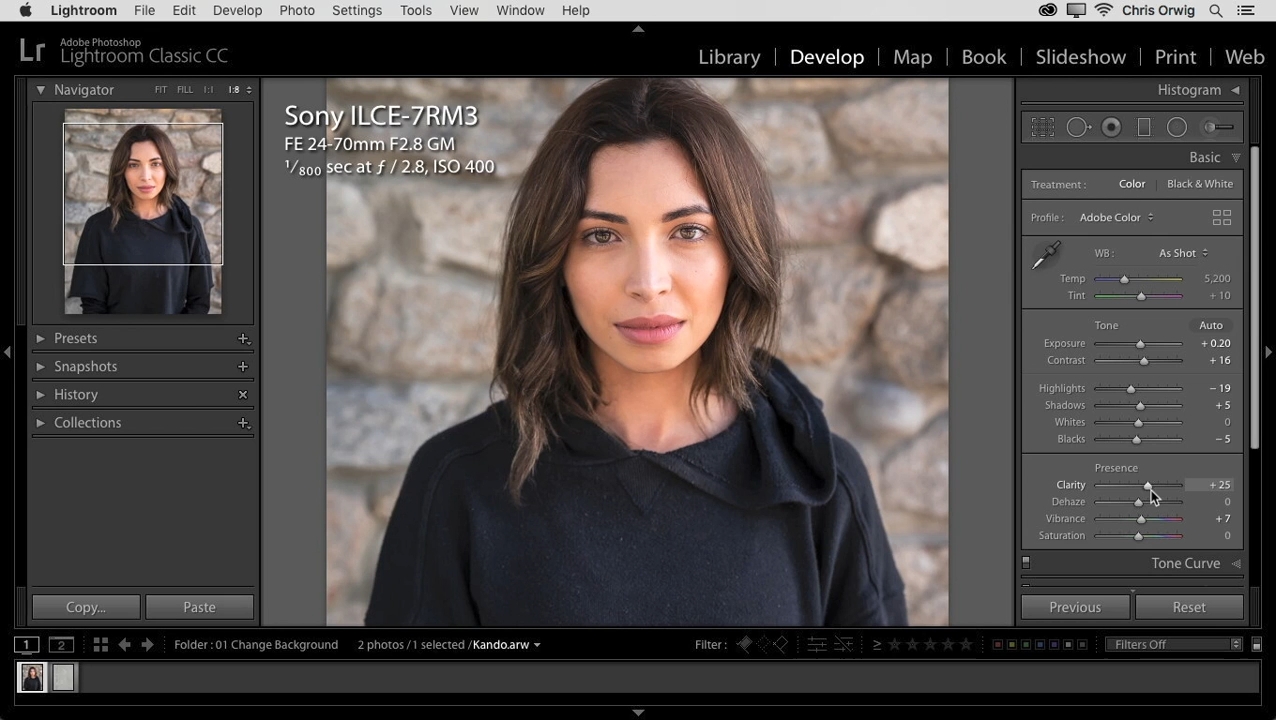 Lightroom File Edit Develop Photo Settings Tools View Window Help Chris Orwig
Lr Adobe Photoshop
Lightroom Classic CC
Library | Develop | Map | Book | Slideshow | Print | Web
Navigator FIT FILL 1:1 1:8
Histogram
Sony ILCE-7RM3
FE 24-70mm F2.8 GM
1/800 sec at ƒ / 2.8, ISO 400
Basic
Treatment : Color | Black & White
Profile : Adobe Color
WB : As Shot
Temp 5,200
Tint + 10
Tone Auto
Exposure + 0.20
Contrast + 16
Highlights − 19
Shadows + 5
Whites 0
Blacks − 5
Presence
Clarity + 25
Dehaze 0
Vibrance + 7
Saturation 0
Tone Curve
Presets
Snapshots
History
Collections
Copy... Paste
Previous Reset
1 2 Folder : 01 Change Background 2 photos / 1 selected / Kando.arw Filter : ≥ Filters Off